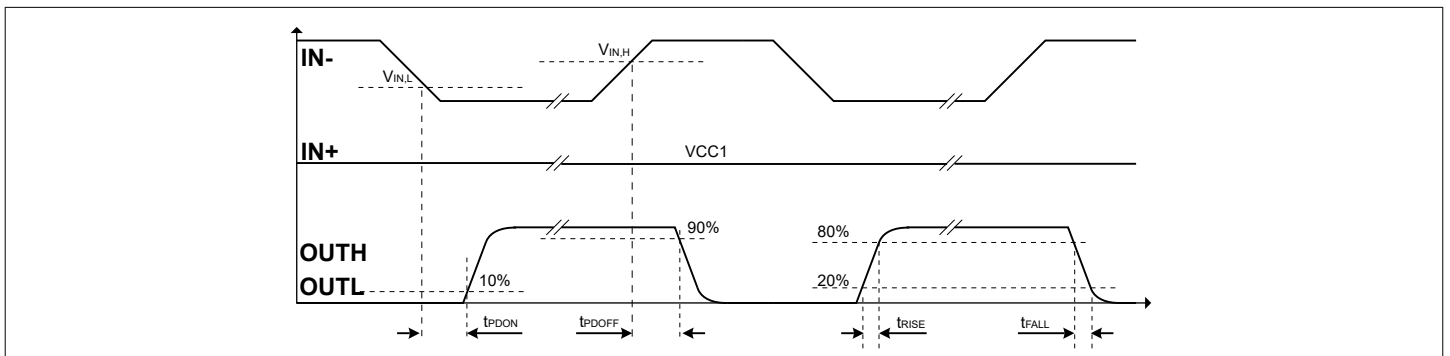 IN-
VIN,L
VIN,H
IN+
VCC1
OUTH
OUTL
10%
90%
80%
20%
tPDON
tPDOFF
tRISE
tFALL